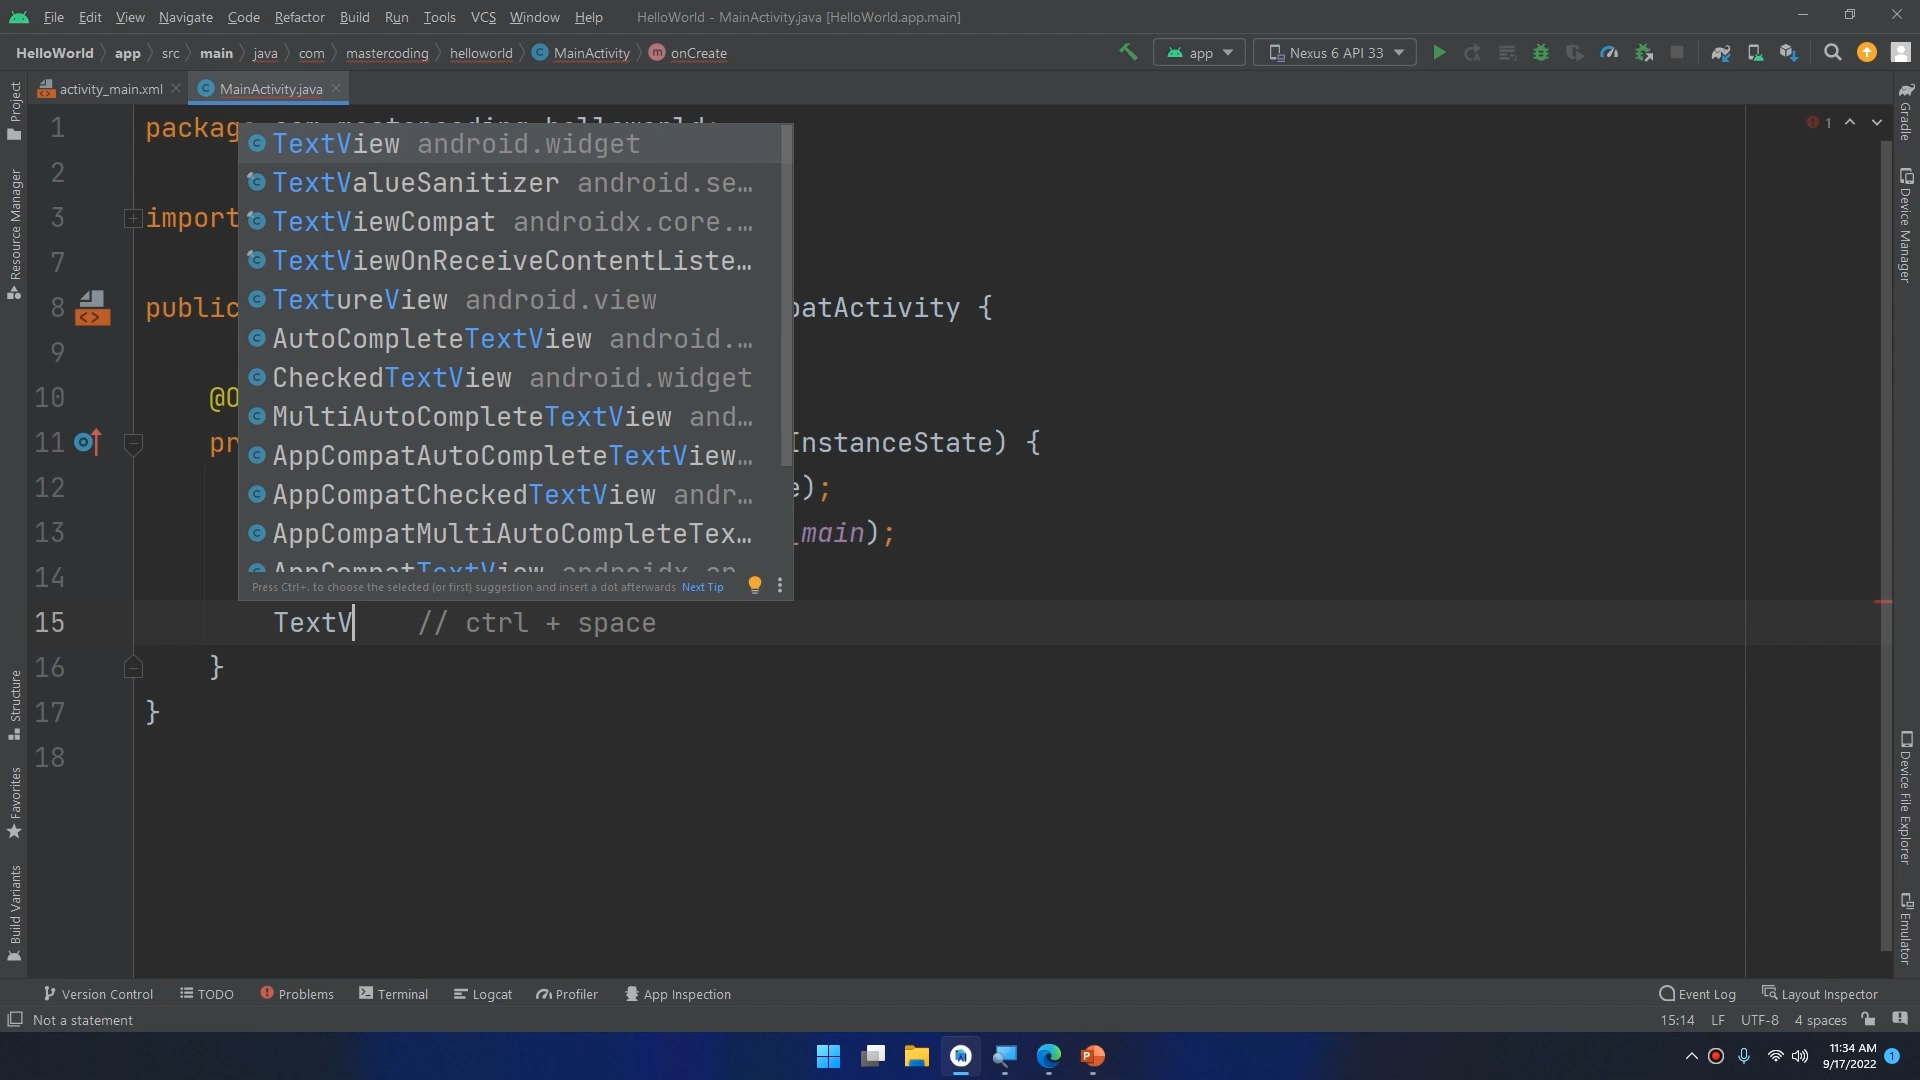 File Edit View Navigate Code Refactor Build Run Tools VCS Window Help HelloWorld - MainActivity.java [HelloWorld.app.main]
HelloWorld app src main java com mastercoding helloworld MainActivity onCreate app Nexus 6 API 33
activity_main.xml MainActivity.java
Project
Resource Manager
Structure
Favorites
Build Variants
1 package
2
3 import
7
8 public patActivity {
9
10 @O
11 pr InstanceState) {
12 e);
13 _main);
14
15 TextV // ctrl + space
16 }
17 }
18
TextView android.widget
TextValueSanitizer android.se…
TextViewCompat androidx.core.…
TextViewOnReceiveContentListe…
TextureView android.view
AutoCompleteTextView android.…
CheckedTextView android.widget
MultiAutoCompleteTextView and…
AppCompatAutoCompleteTextView…
AppCompatCheckedTextView andr…
AppCompatMultiAutoCompleteTex…
AppCompatTextView androidx.ap…
Press Ctrl+. to choose the selected (or first) suggestion and insert a dot afterwards Next Tip
1
Gradle
Device Manager
Device File Explorer
Emulator
Version Control TODO Problems Terminal Logcat Profiler App Inspection Event Log Layout Inspector
Not a statement 15:14 LF UTF-8 4 spaces
11:34 AM
9/17/2022 1